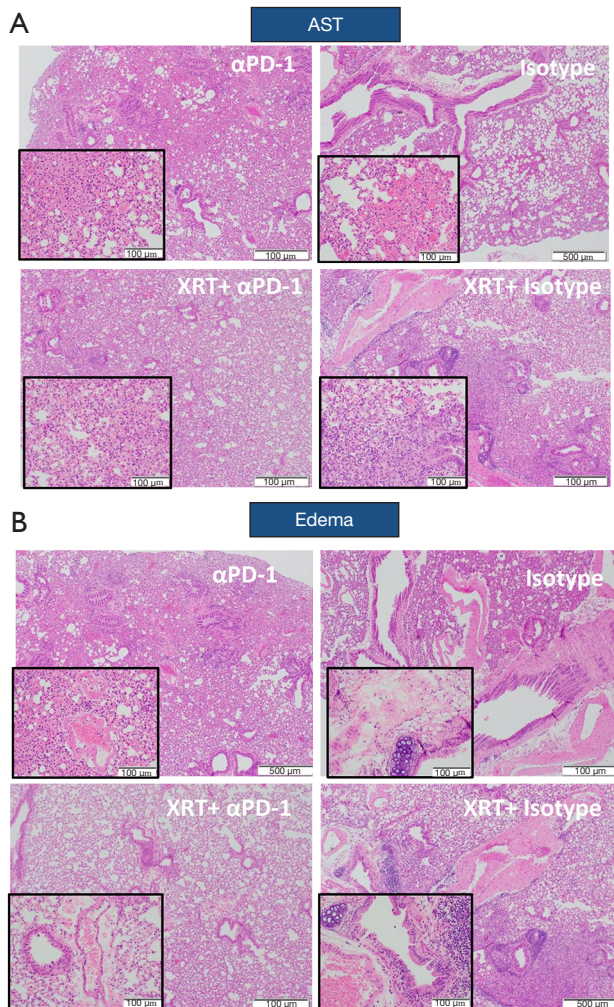 A
AST
αPD-1
100 µm
100 µm
Isotype
100 µm
500 µm
XRT+ αPD-1
100 µm
100 µm
XRT+ Isotype
100 µm
100 µm
B
Edema
αPD-1
100 µm
500 µm
Isotype
100 µm
100 µm
XRT+ αPD-1
100 µm
100 µm
XRT+ Isotype
100 µm
100 µm